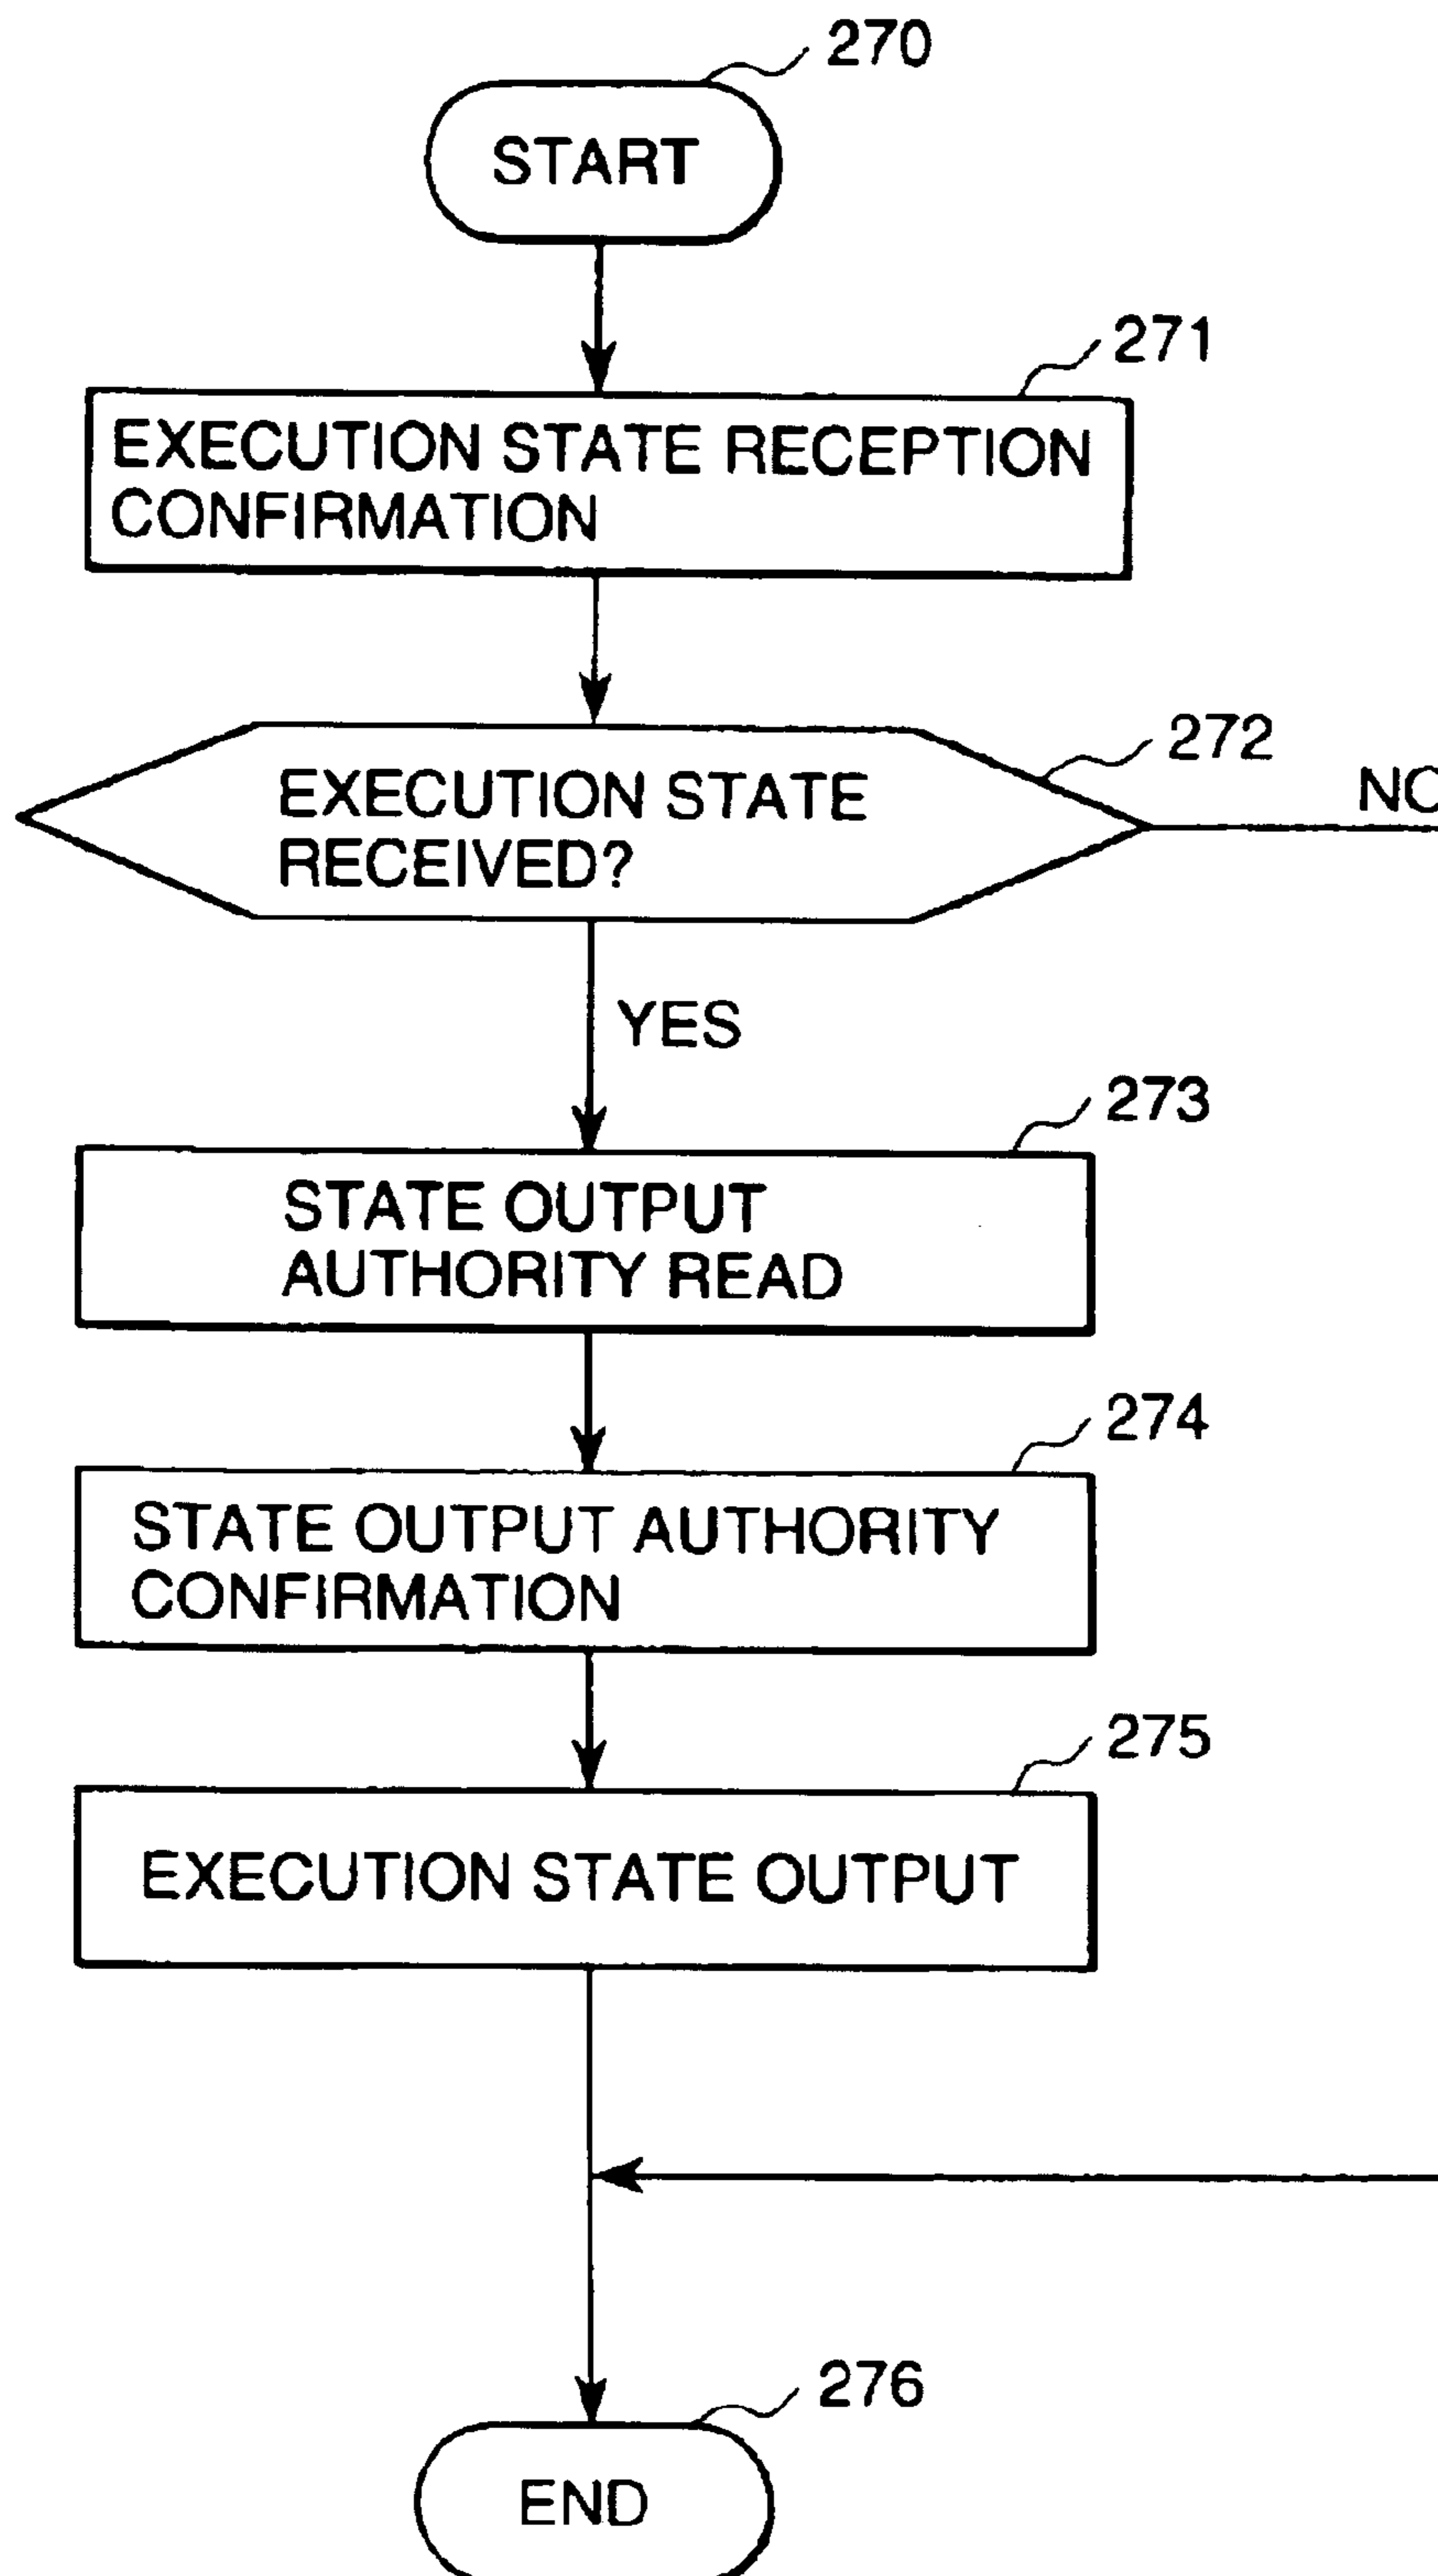 270
START
271
EXECUTION STATE RECEPTION
CONFIRMATION
272
EXECUTION STATE
RECEIVED?
NO
YES
273
STATE OUTPUT
AUTHORITY READ
274
STATE OUTPUT AUTHORITY
CONFIRMATION
275
EXECUTION STATE OUTPUT
276
END